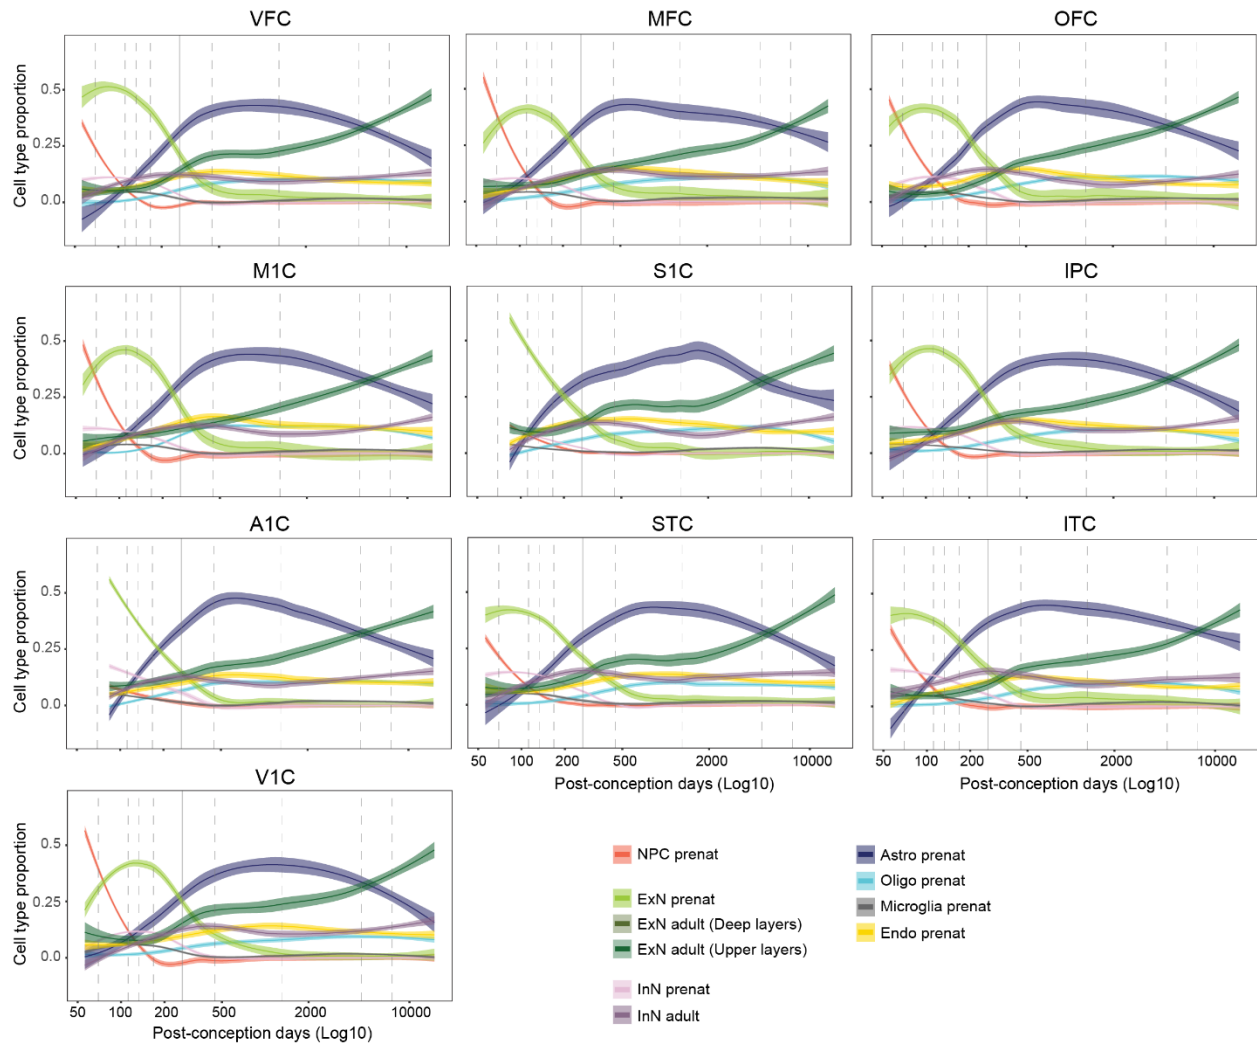 VFC
MFC
OFC
Cell type proportion
0.5
0.25
0.0
M1C
S1C
IPC
Cell type proportion
0.5
0.25
0.0
A1C
STC
ITC
Cell type proportion
0.5
0.25
0.0
50 100 200 500 2000 10000
50 100 200 500 2000 10000
Post-conception days (Log10)
Post-conception days (Log10)
V1C
Cell type proportion
0.5
0.25
0.0
50 100 200 500 2000 10000
Post-conception days (Log10)
NPC prenat
ExN prenat
ExN adult (Deep layers)
ExN adult (Upper layers)
InN prenat
InN adult
Astro prenat
Oligo prenat
Microglia prenat
Endo prenat